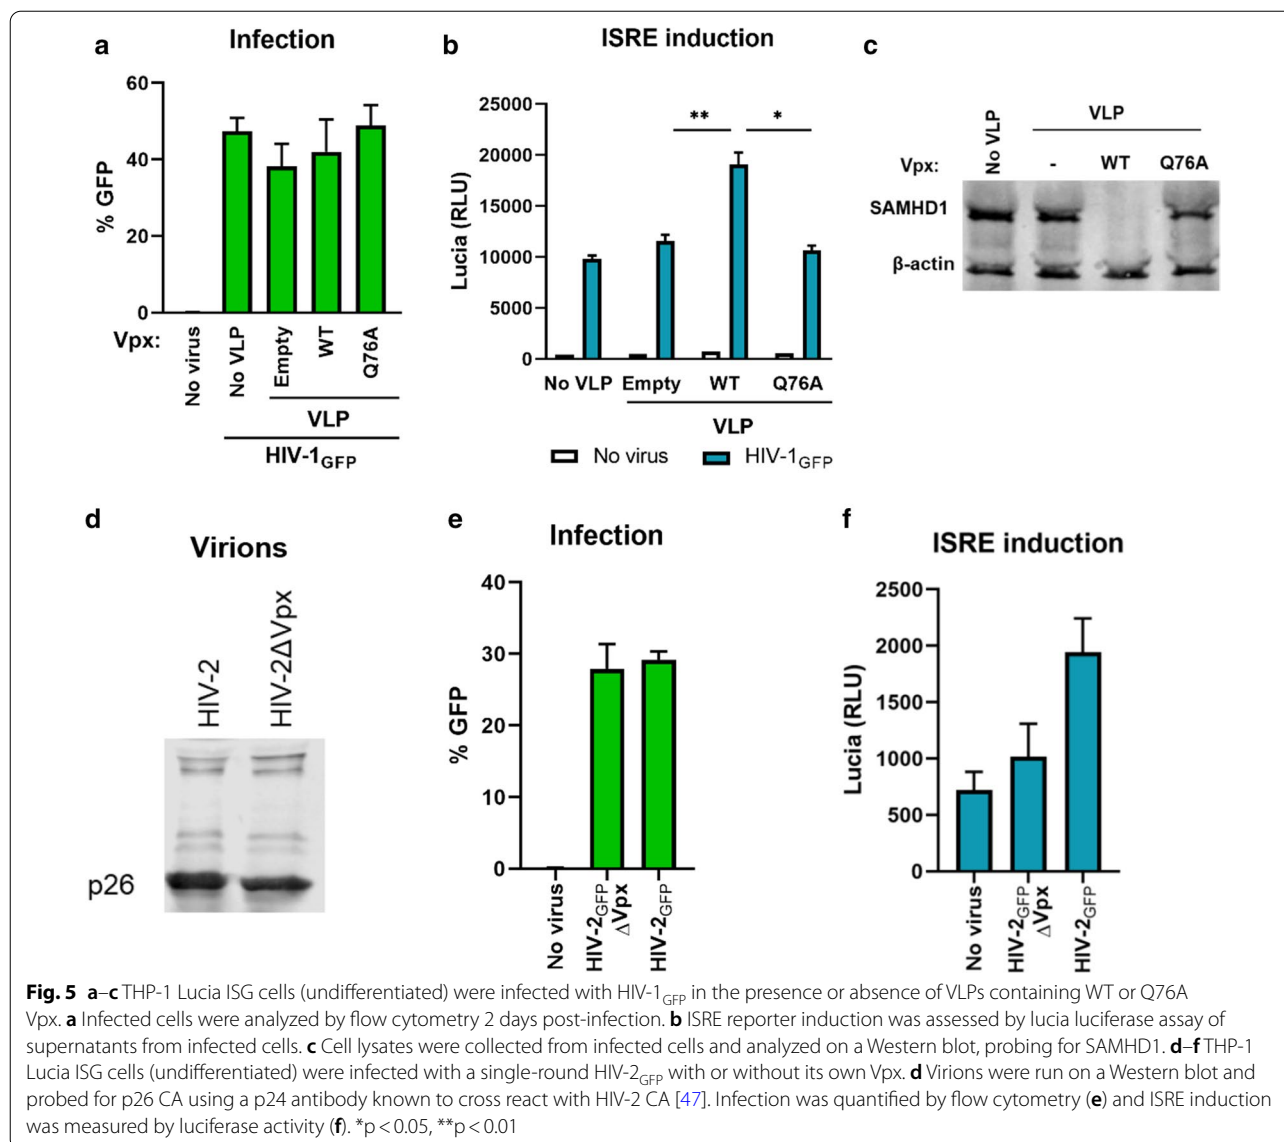 a
Infection
% GFP
60
40
20
0
Vpx:
No virus
No VLP
Empty
WT
Q76A
VLP
HIV-1GFP
b
ISRE induction
Lucia (RLU)
25000
20000
15000
10000
5000
0
**
*
No VLP
Empty
WT
Q76A
VLP
No virus
HIV-1GFP
c
No VLP
VLP
Vpx:
-
WT
Q76A
SAMHD1
β-actin
d
Virions
HIV-2
HIV-2ΔVpx
p26
e
Infection
% GFP
40
30
20
10
0
No virus
HIV-2GFP
ΔVpx
HIV-2GFP
f
ISRE induction
Lucia (RLU)
2500
2000
1500
1000
500
0
No virus
HIV-2GFP
ΔVpx
HIV-2GFP
Fig. 5 a–c THP-1 Lucia ISG cells (undifferentiated) were infected with HIV-1GFP in the presence or absence of VLPs containing WT or Q76A
Vpx. a Infected cells were analyzed by flow cytometry 2 days post-infection. b ISRE reporter induction was assessed by lucia luciferase assay of
supernatants from infected cells. c Cell lysates were collected from infected cells and analyzed on a Western blot, probing for SAMHD1. d–f THP-1
Lucia ISG cells (undifferentiated) were infected with a single-round HIV-2GFP with or without its own Vpx. d Virions were run on a Western blot and
probed for p26 CA using a p24 antibody known to cross react with HIV-2 CA [47]. Infection was quantified by flow cytometry (e) and ISRE induction
was measured by luciferase activity (f). *p < 0.05, **p < 0.01